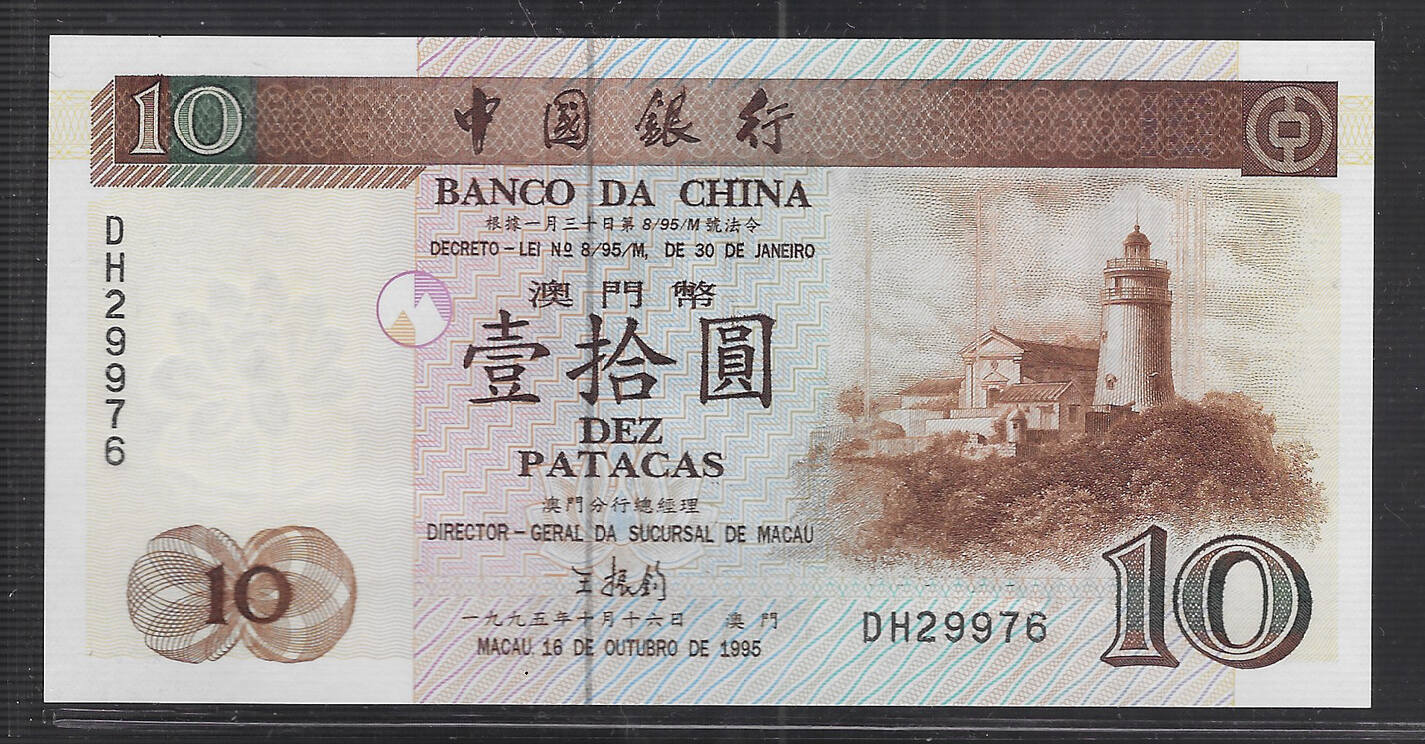 10
中國銀行
BANCO DA CHINA
根據一月三十日第8/95/M號法令
DECRETO-LEI Nº 8/95/M, DE 30 DE JANEIRO
DH29976
澳門幣
壹拾圓
DEZ
PATACAS
澳門分行總經理
DIRECTOR-GERAL DA SUCURSAL DE MACAU
王振鈞
一九九五年十月十六日 澳門
MACAU, 16 DE OUTUBRO DE 1995
10
DH29976
10